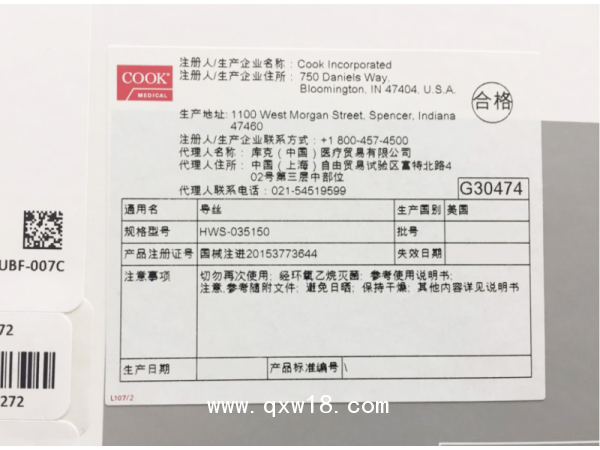 COOK
MEDICAL
注册人/生产企业名称：Cook Incorporated
注册人/生产企业住所：750 Daniels Way,
Bloomington, IN 47404, U.S.A.
合格
生产地址: 1100 West Morgan Street, Spencer, Indiana
47460
注册人/生产企业联系方式：+1 800-457-4500
代理人名称： 库克（中国）医疗贸易有限公司
代理人住所： 中国（上海）自由贸易试验区富特北路4
02号第三层中部位
代理人联系电话：021-54519599
G30474
通用名 导丝 生产国别 美国
规格型号 HWS-035150 批号
产品注册证号 国械注进20153773644 失效日期
注意事项 切勿再次使用；经环氧乙烷灭菌；参考使用说明书；
注意,参考随附文件；避免日晒；保持干燥；其他内容详见说明书
生产日期 产品标准编号 \
L107/2
UBF-007C
72
272
www.qxw18.com